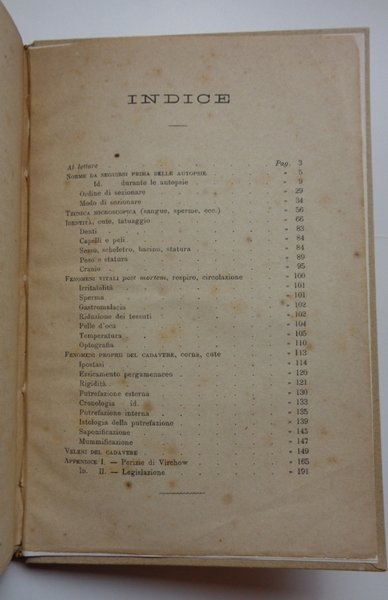 INDICE
Al lettore Pag. 3
NORME DA SEGUIRSI PRIMA DELLE AUTOPSIE » 5
Id. durante le autopsie » 9
Ordine di sezionare » 29
Modo di sezionare » 34
TECNICA MICROSCOPICA (sangue, sperme, ecc.) » 56
IDENTITÀ, cute, tatuaggio » 66
Denti » 83
Capelli e peli » 84
Sesso, scheletro, bacino, statura » 84
Peso e statura » 89
Cranio » 95
FENOMENI VITALI post mortem, respiro, circolazione » 100
Irritabilità » 101
Sperma » 101
Gastromalacia » 102
Riduzione dei tessuti » 102
Pelle d'oca » 104
Temperatura » 105
Optografia » 110
FENOMENI PROPRII DEL CADAVERE, cornea, cute » 113
Ipostasi » 114
Essicamento pergamenaceo » 120
Rigidità » 121
Putrefazione esterna » 130
Cronologia id. » 133
Putrefazione interna » 135
Istologia della putrefazione » 139
Saponificazione » 145
Mummificazione » 147
VELENI DEL CADAVERE » 149
APPENDICE I. — Perizie di Virchow » 165
Ib. II. — Legislazione » 191